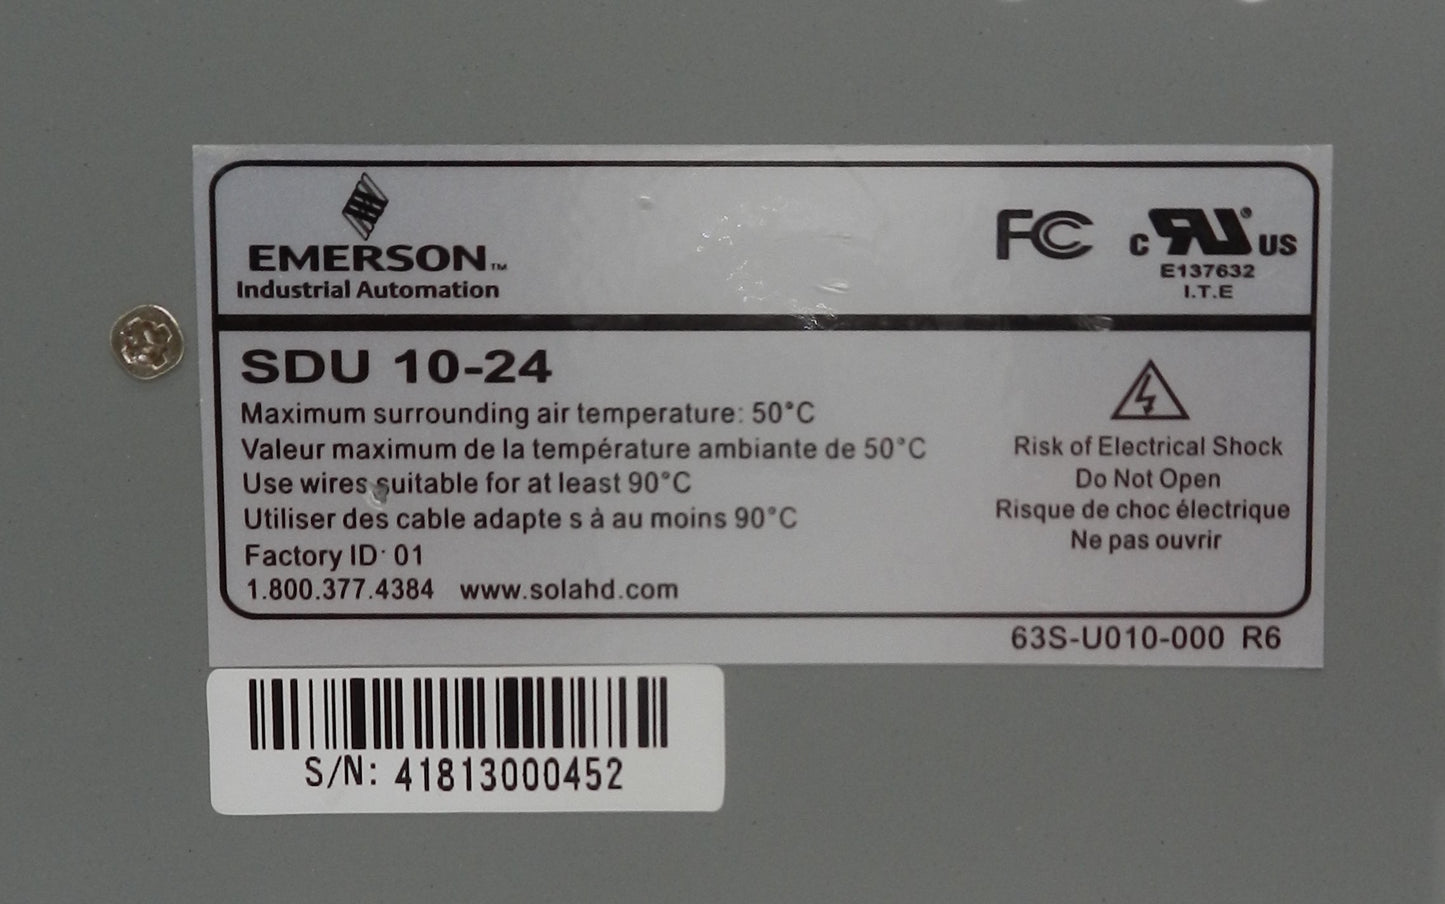 EMERSON™
Industrial Automation
FC
c RU® US
E137632
I.T.E
SDU 10-24
Maximum surrounding air temperature: 50°C
Valeur maximum de la température ambiante de 50°C
Use wires suitable for at least 90°C
Utiliser des cable adapte s à au moins 90°C
Factory ID: 01
1.800.377.4384 www.solahd.com
Risk of Electrical Shock
Do Not Open
Risque de choc électrique
Ne pas ouvrir
63S-U010-000 R6
S/N: 41813000452